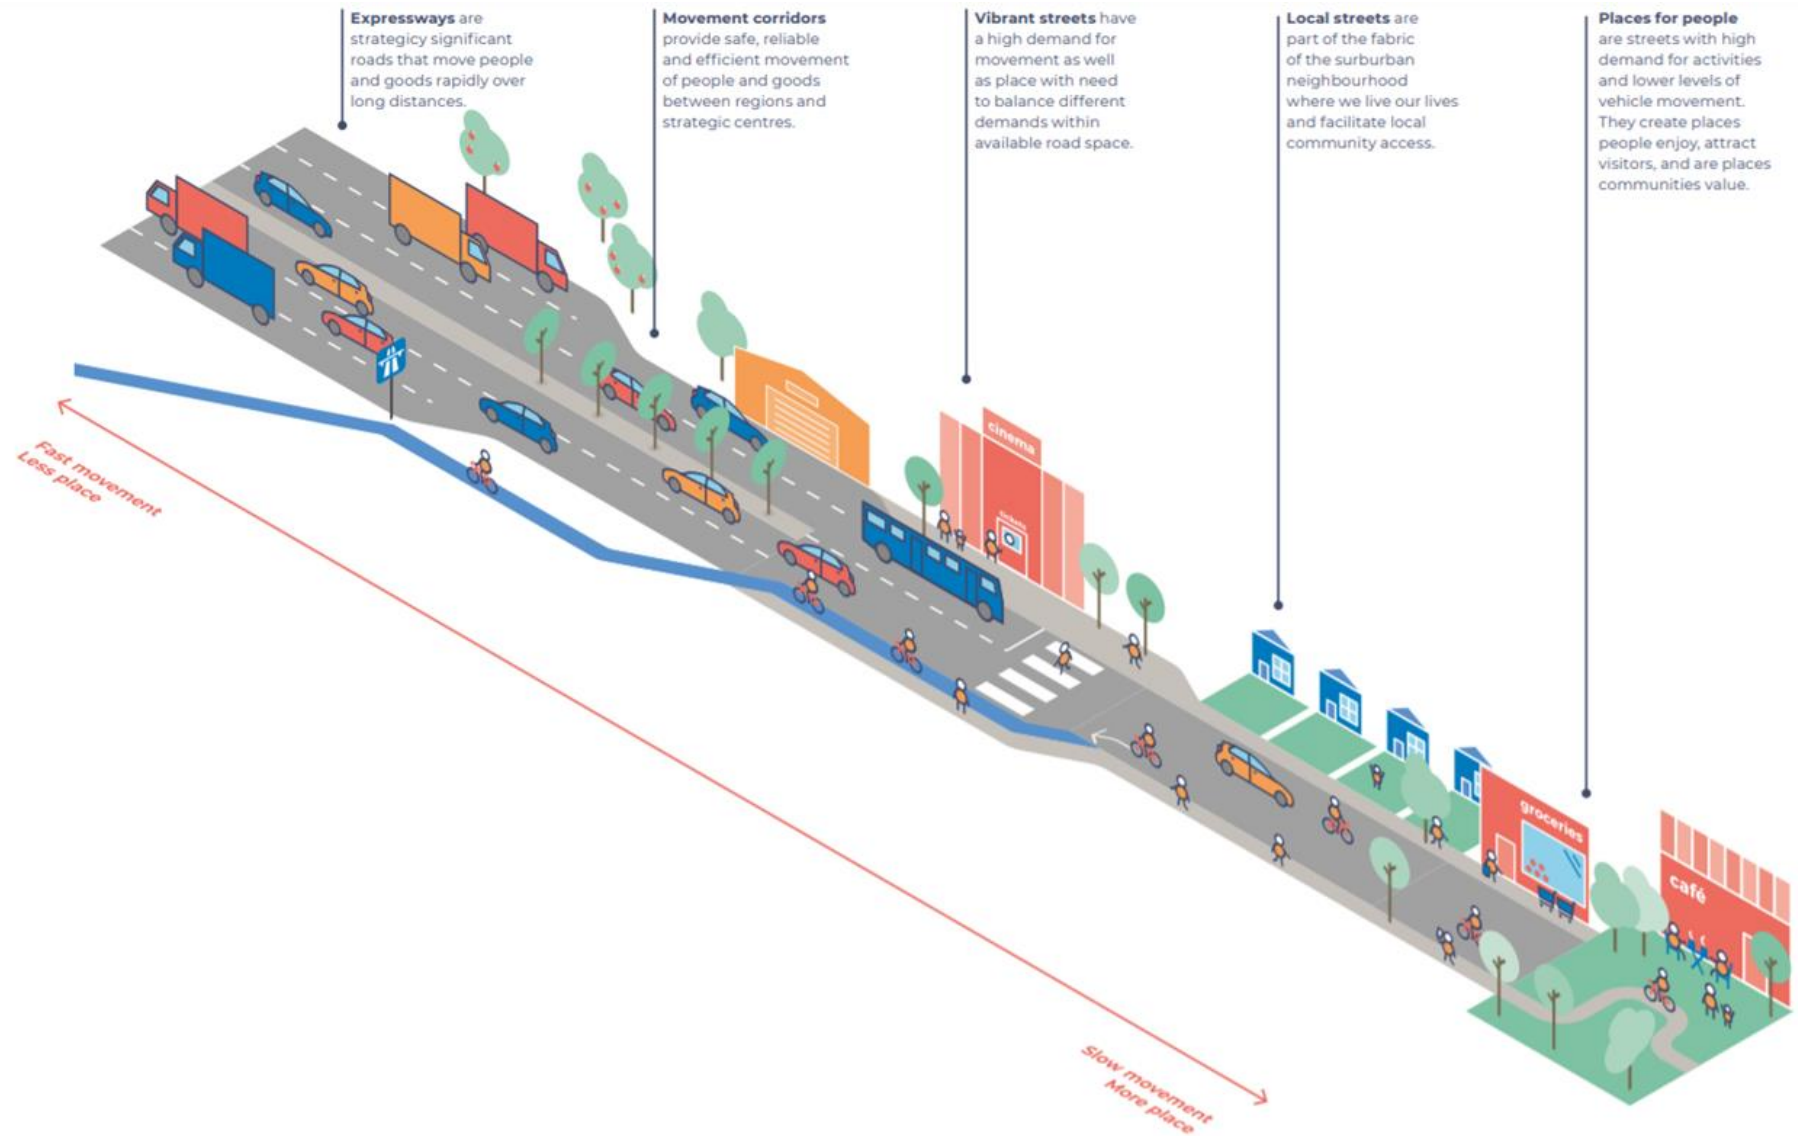 Expressways are
strategicy significant
roads that move people
and goods rapidly over
long distances.
Movement corridors
provide safe, reliable
and efficient movement
of people and goods
between regions and
strategic centres.
Vibrant streets have
a high demand for
movement as well
as place with need
to balance different
demands within
available road space.
Local streets are
part of the fabric
of the surburban
neighbourhood
where we live our lives
and facilitate local
community access.
Places for people
are streets with high
demand for activities
and lower levels of
vehicle movement.
They create places
people enjoy, attract
visitors, and are places
communities value.
cinema
tickets
groceries
café
Fast movement
Less place
Slow movement
More place